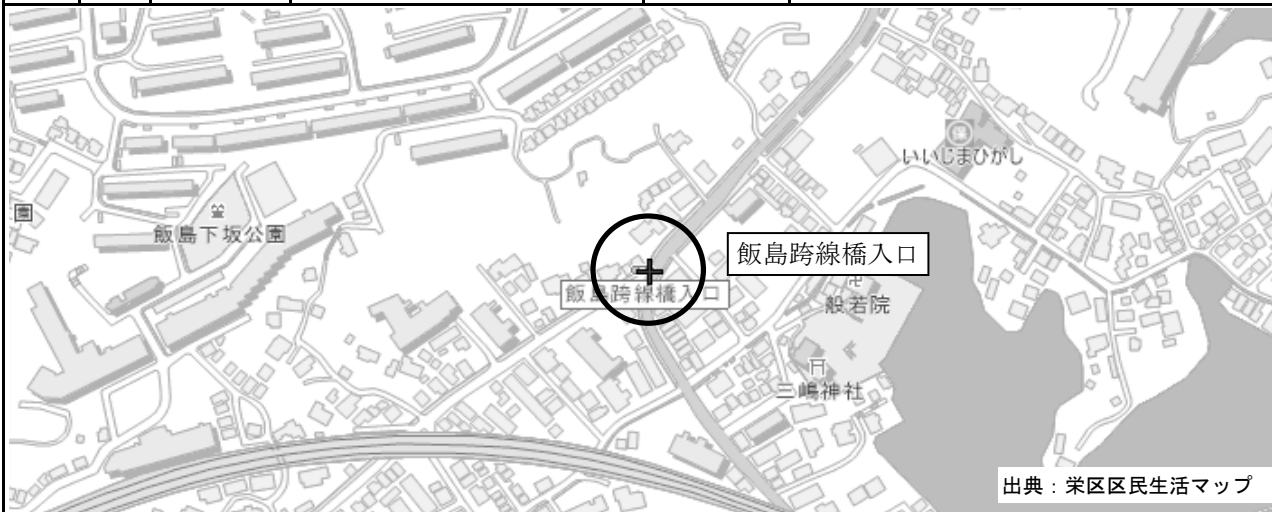 いいじまひがし
飯島下坂公園
飯島跨線橋入口
飯島跨線橋入口
般若院
三嶋神社
出典：栄区区民生活マップ